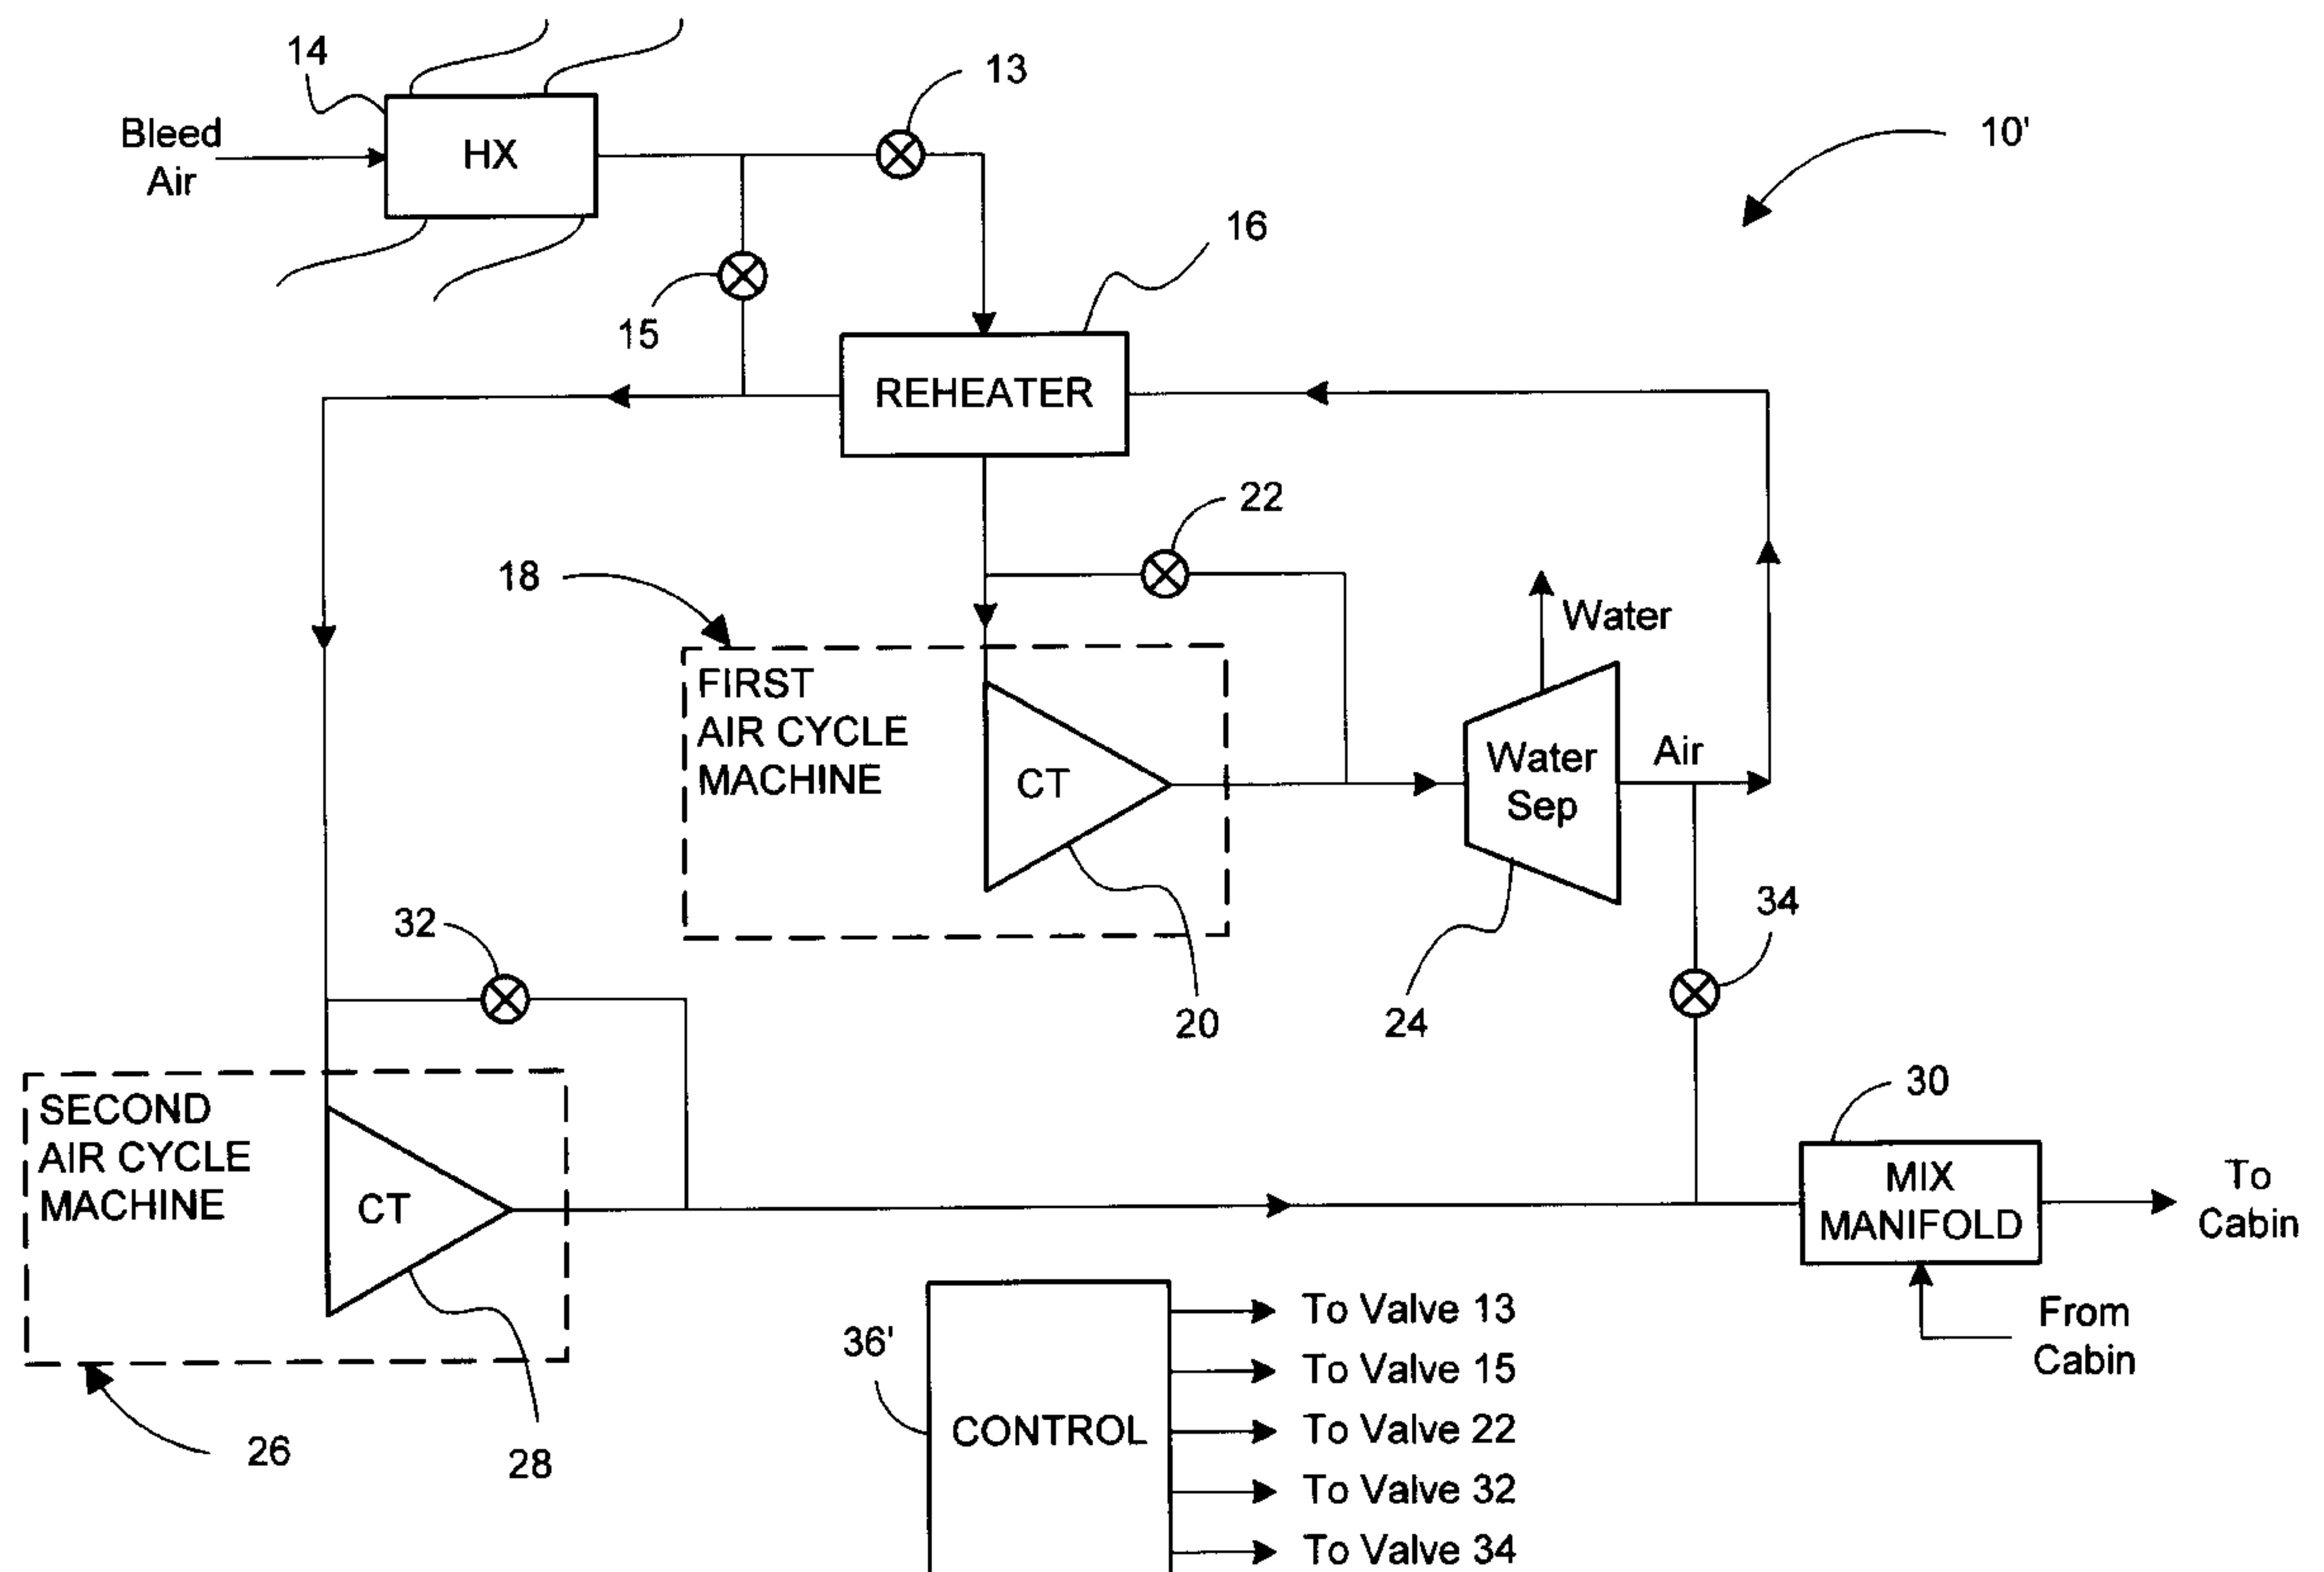 14
13
10'
Bleed
Air
HX
16
15
REHEATER
22
18
Water
FIRST
AIR CYCLE
MACHINE
CT
Water
Sep
Air
32
34
20
24
30
SECOND
AIR CYCLE
MACHINE
CT
MIX
MANIFOLD
To
Cabin
From
Cabin
36'
CONTROL
To Valve 13
To Valve 15
To Valve 22
To Valve 32
To Valve 34
26
28